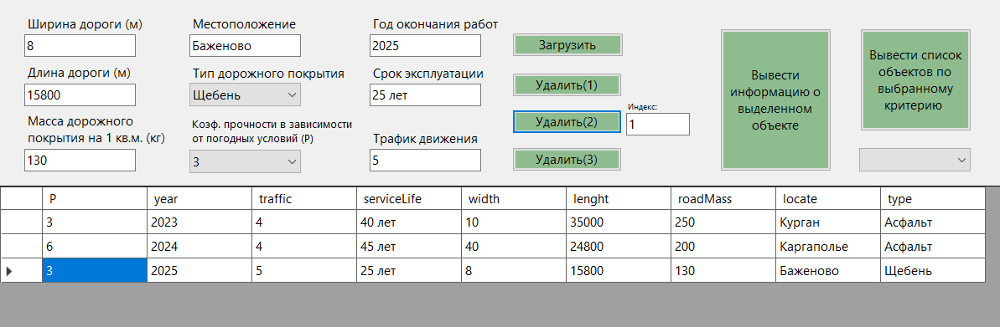 Ширина дороги (м)
8
Длина дороги (м)
15800
Масса дорожного
покрытия на 1 кв.м. (кг)
130
Местоположение
Баженово
Тип дорожного покрытия
Щебень
Коэф. прочности в зависимости
от погодных условий (P)
3
Год окончания работ
2025
Срок эксплуатации
25 лет
Трафик движения
5
Загрузить
Удалить(1)
Удалить(2)
Индекс:
1
Удалить(3)
Вывести
информацию о
выделенном
объекте
Вывести список
объектов по
выбранному
критерию
P year traffic serviceLife width lenght roadMass locate type
3 2023 4 40 лет 10 35000 250 Курган Асфальт
6 2024 4 45 лет 40 24800 200 Каргаполье Асфальт
3 2025 5 25 лет 8 15800 130 Баженово Щебень